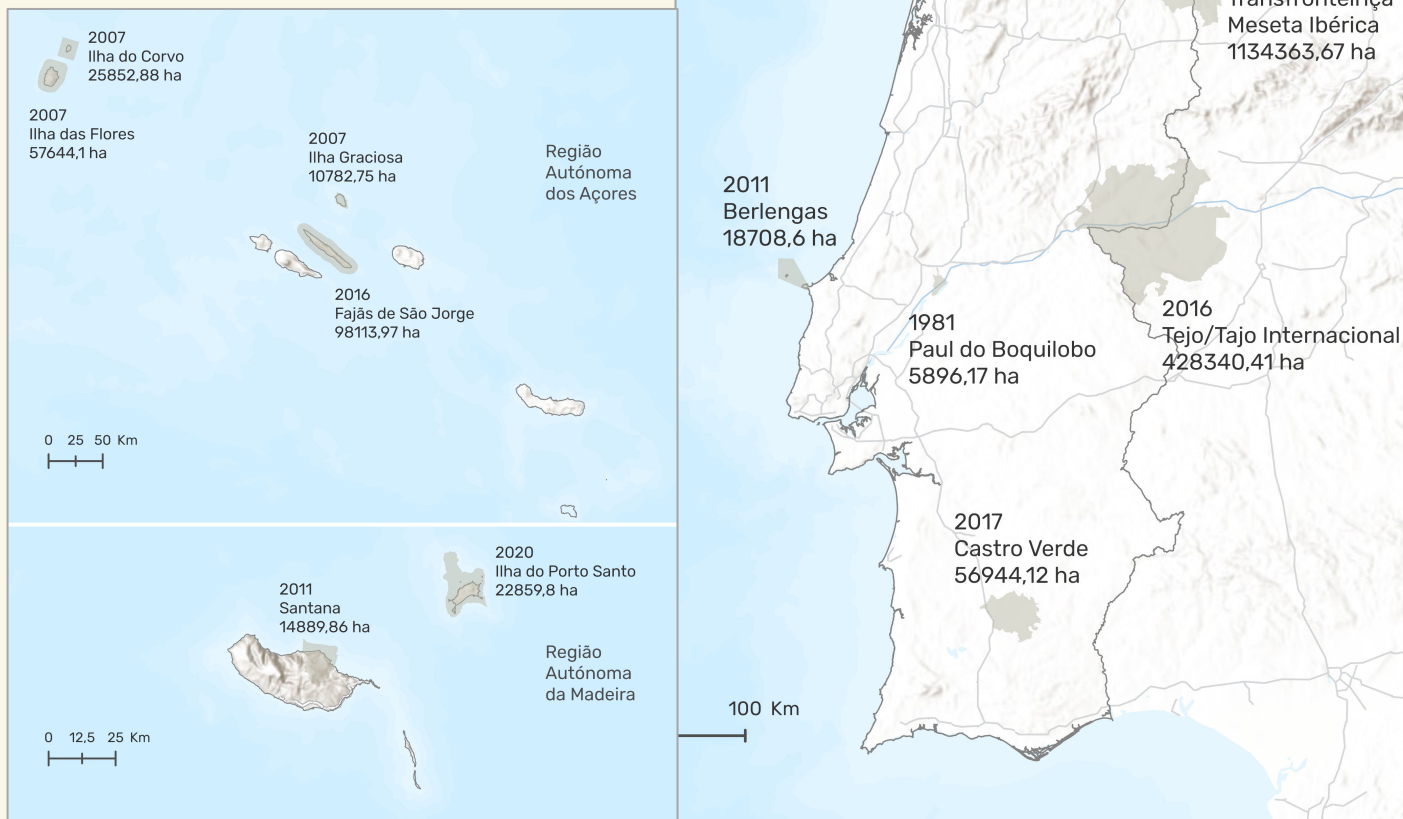 2007
Ilha do Corvo
25852,88 ha
2007
Ilha das Flores
57644,1 ha
2007
Ilha Graciosa
10782,75 ha
Região
Autónoma
dos Açores
2016
Fajãs de São Jorge
98113,97 ha
0 25 50 Km
2020
Ilha do Porto Santo
22859,8 ha
2011
Santana
14889,86 ha
Região
Autónoma
da Madeira
0 12,5 25 Km
Transfronteiriça
Meseta Ibérica
1134363,67 ha
2011
Berlengas
18708,6 ha
1981
Paul do Boquilobo
5896,17 ha
2016
Tejo/Tajo Internacional
428340,41 ha
2017
Castro Verde
56944,12 ha
100 Km